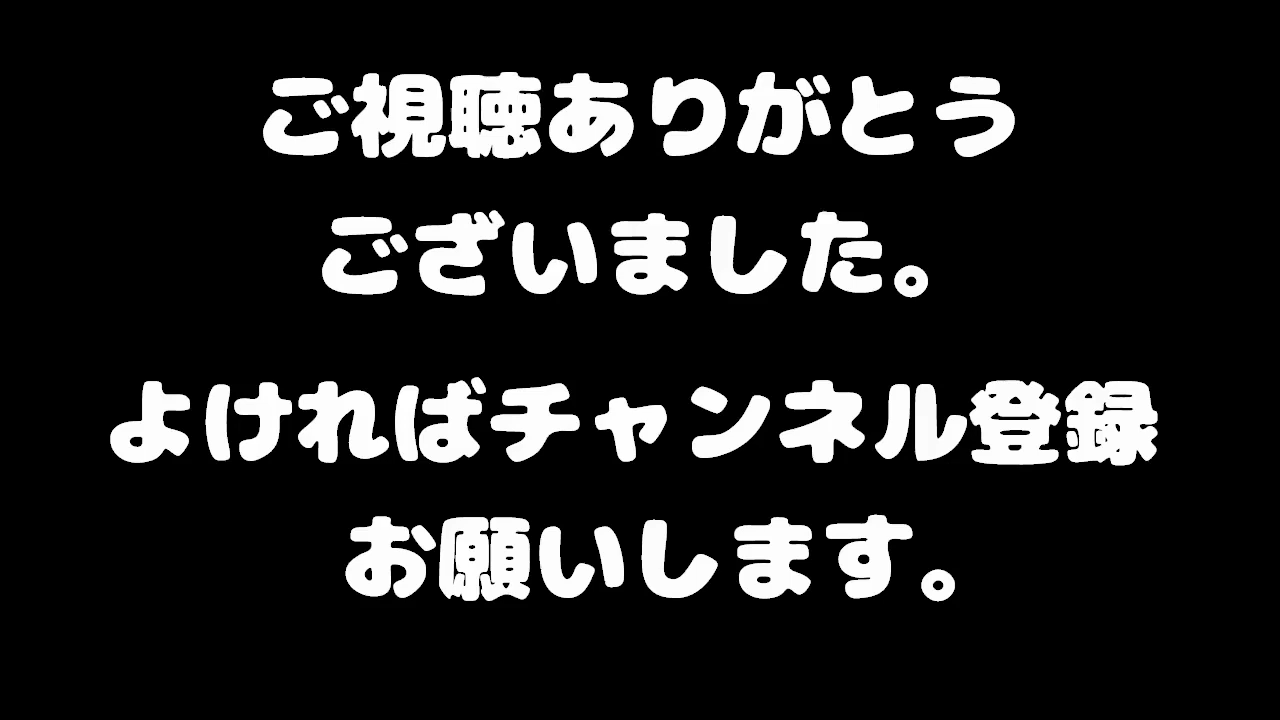 ご視聴ありがとう
ございました。
よければチャンネル登録
お願いします。